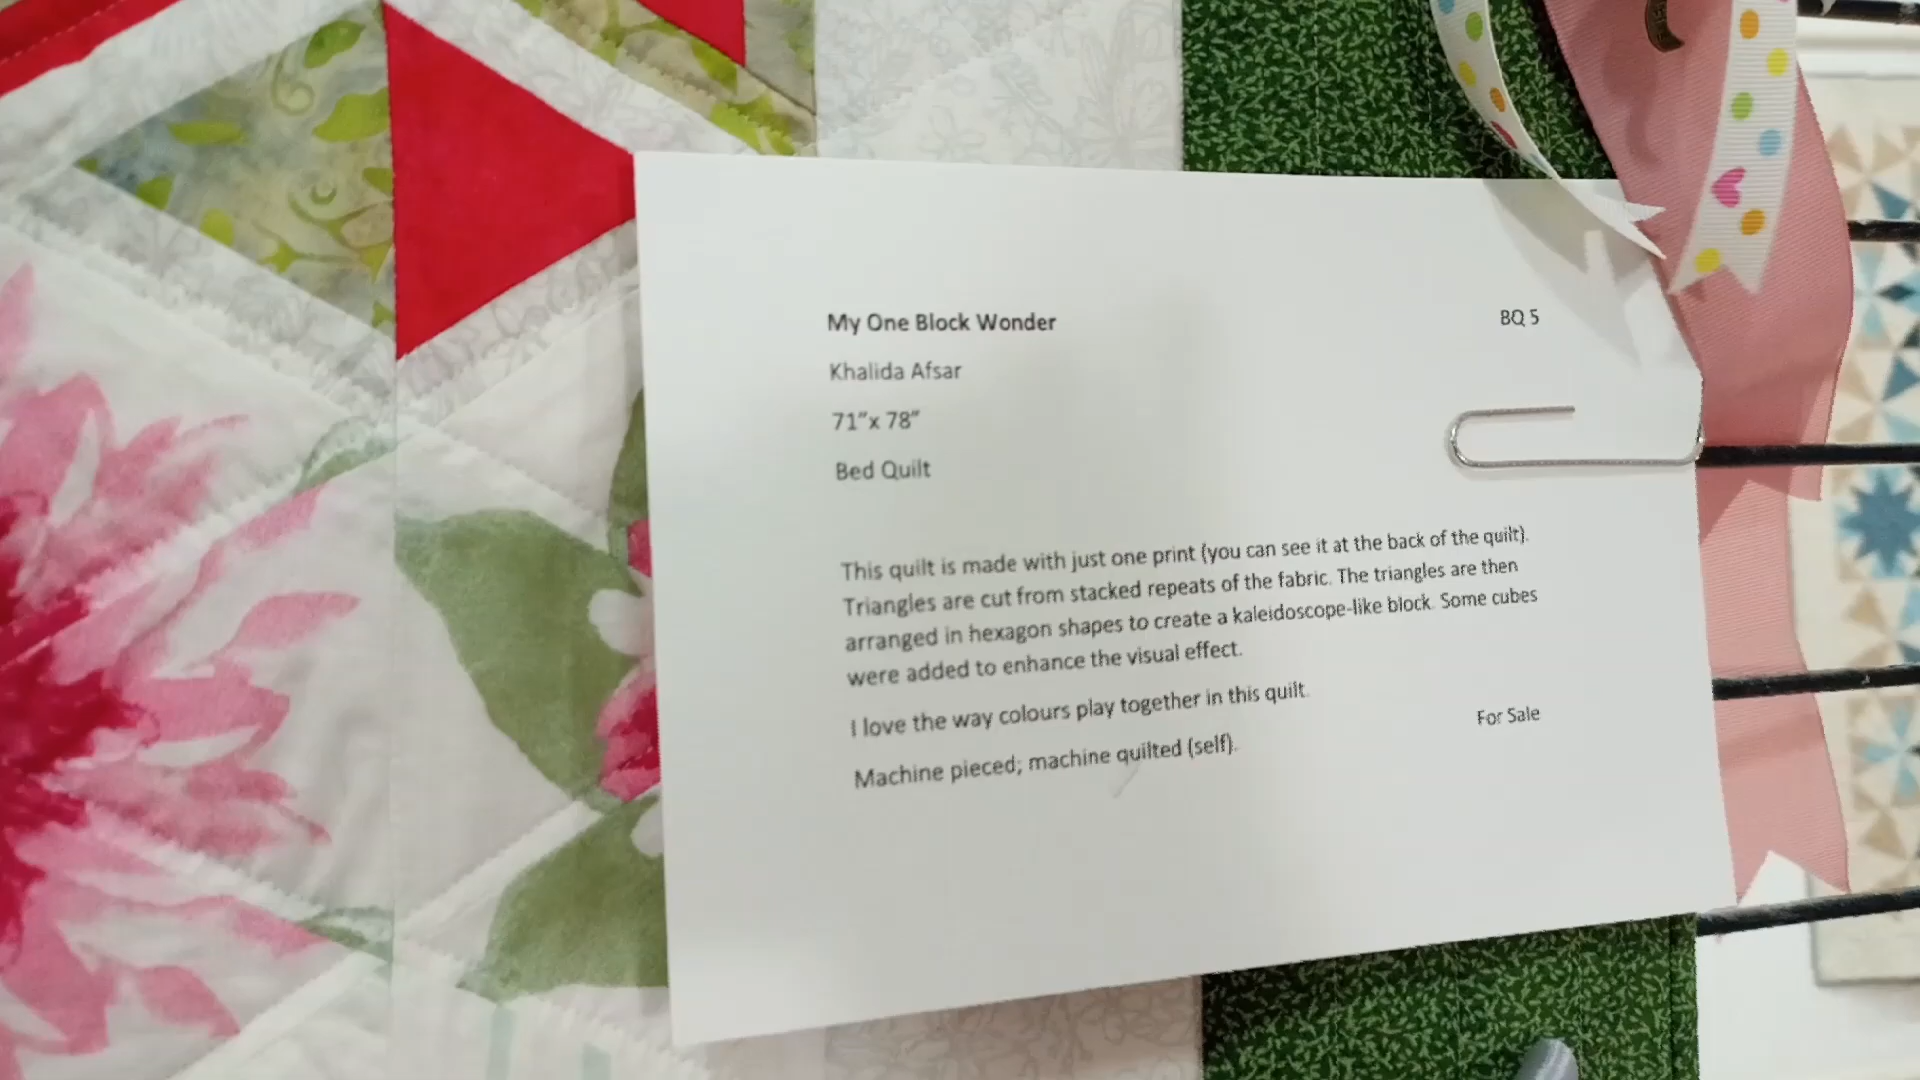 My One Block Wonder BQ 5
Khalida Afsar
71”x 78”
Bed Quilt
This quilt is made with just one print (you can see it at the back of the quilt).
Triangles are cut from stacked repeats of the fabric. The triangles are then
arranged in hexagon shapes to create a kaleidoscope-like block. Some cubes
were added to enhance the visual effect.
I love the way colours play together in this quilt.
For Sale
Machine pieced; machine quilted (self).